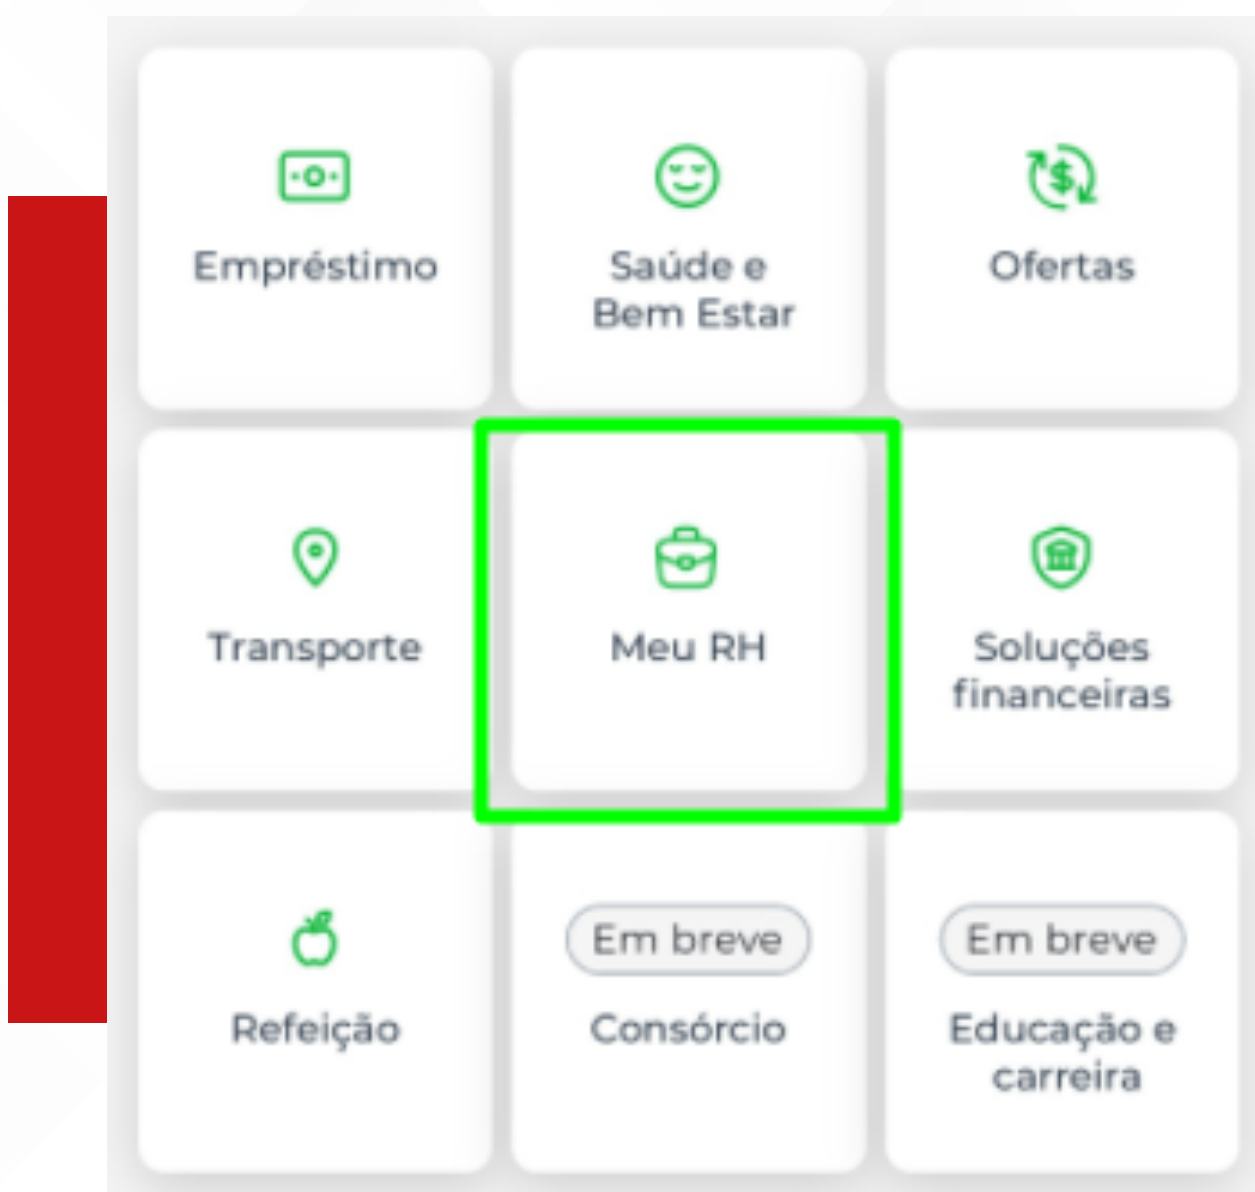 Empréstimo
Saúde e
Bem Estar
Ofertas
Transporte
Meu RH
Soluções
financeiras
Refeição
Em breve
Consórcio
Em breve
Educação e
carreira